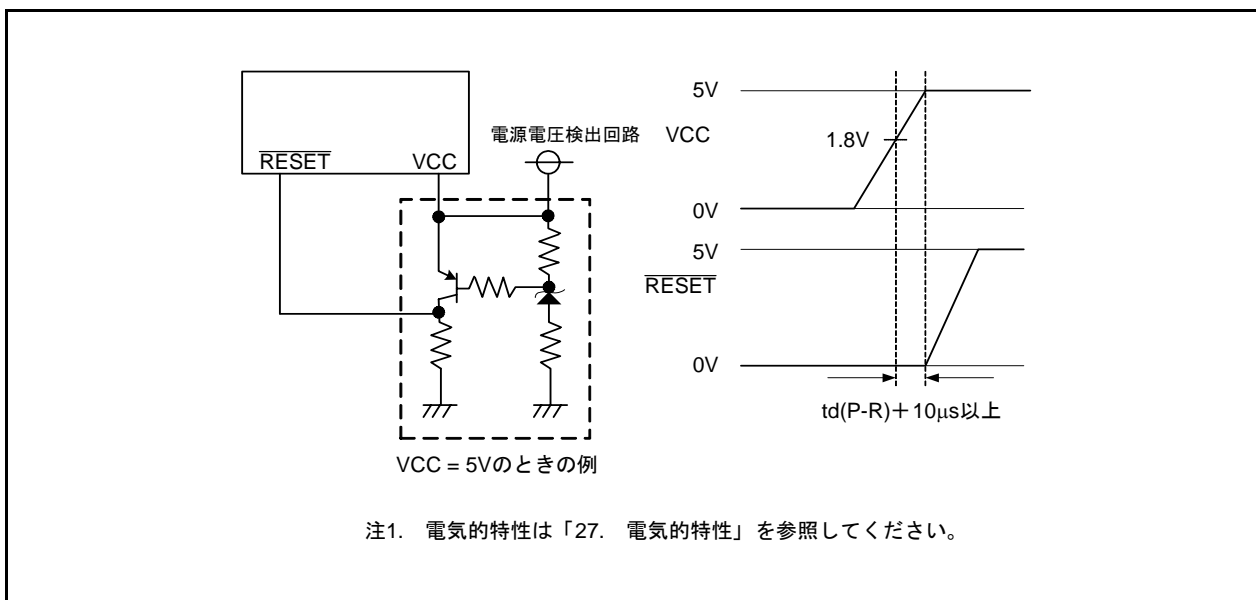 RESET VCC
電源電圧検出回路
VCC = 5Vのときの例
5V
VCC
1.8V
0V
5V
RESET
0V
td(P-R)+10μs以上
注1. 電気的特性は「27. 電気的特性」を参照してください。